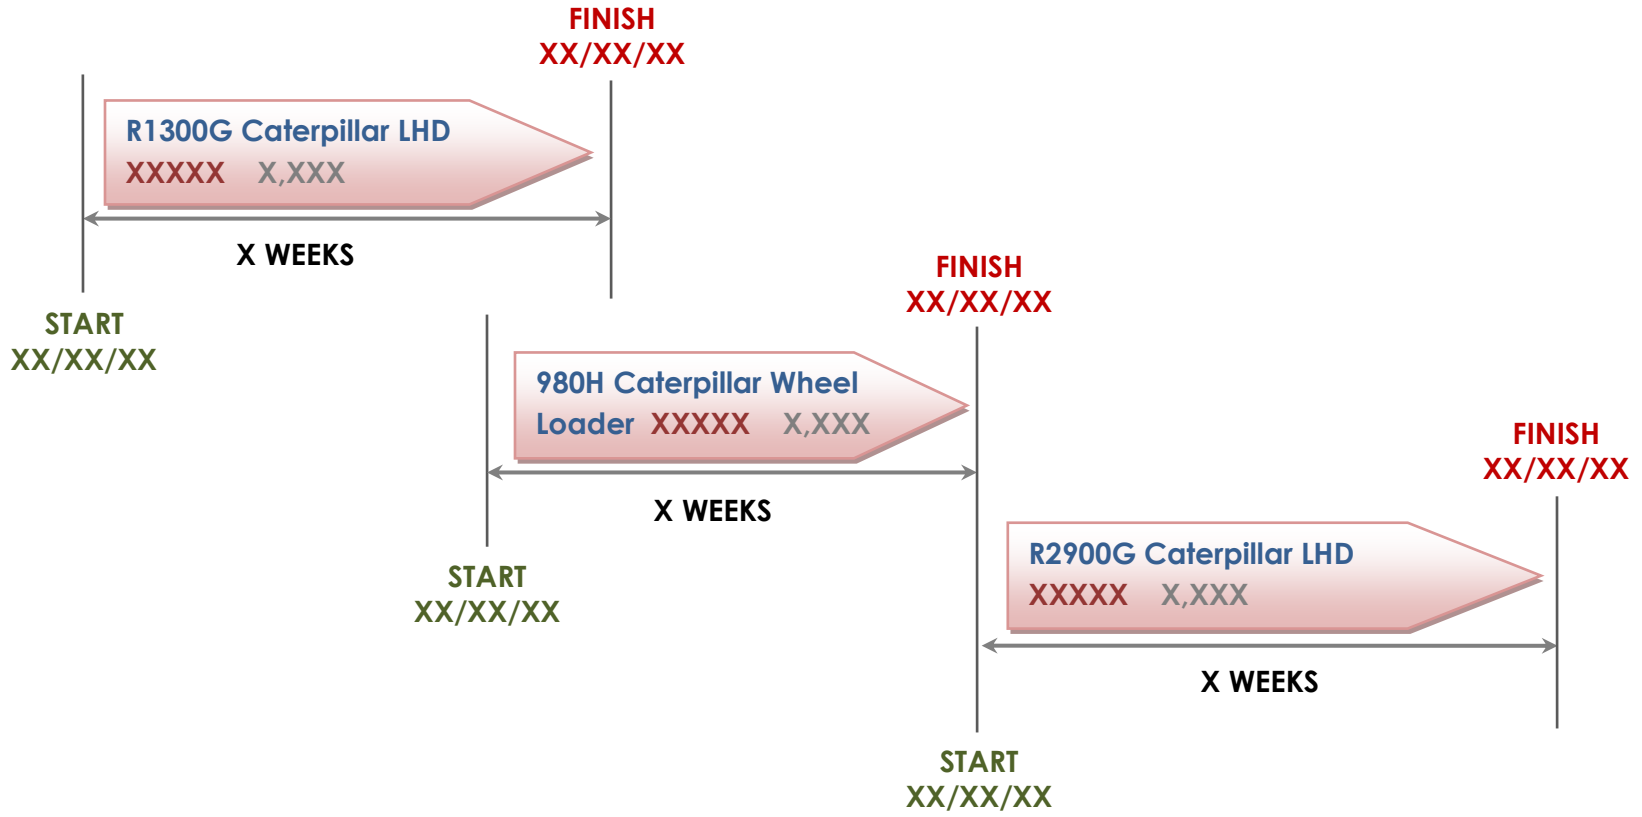 FINISH
XX/XX/XX
R1300G Caterpillar LHD
XXXXX X,XXX
X WEEKS
START
XX/XX/XX
FINISH
XX/XX/XX
980H Caterpillar Wheel
Loader XXXXX X,XXX
X WEEKS
START
XX/XX/XX
FINISH
XX/XX/XX
R2900G Caterpillar LHD
XXXXX X,XXX
X WEEKS
START
XX/XX/XX